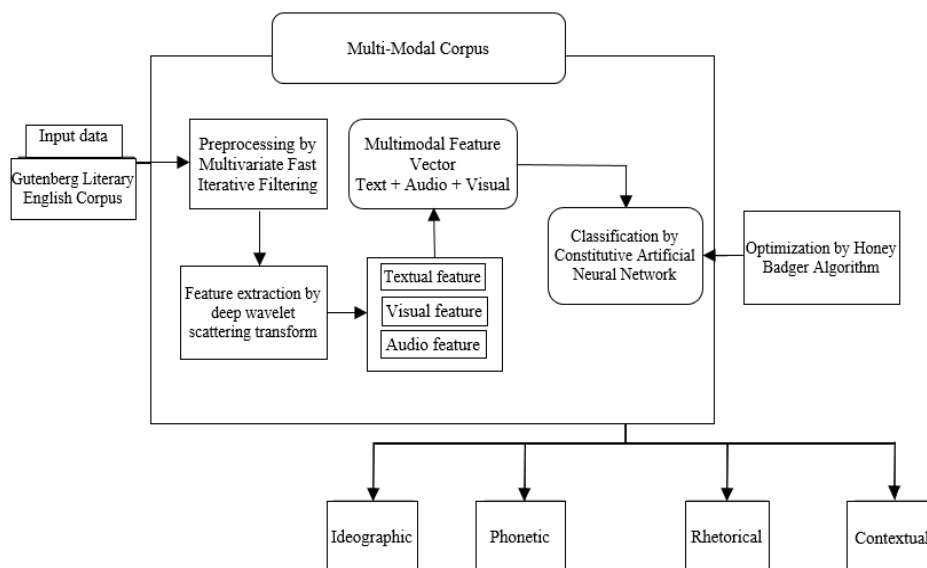 Multi-Modal Corpus
Input data
Gutenberg Literary
English Corpus
Preprocessing by
Multivariate Fast
Iterative Filtering
Multimodal Feature
Vector
Text + Audio + Visual
Classification by
Constitutive Artificial
Neural Network
Optimization by Honey
Badger Algorithm
Feature extraction by
deep wavelet
scattering transform
Textual feature
Visual feature
Audio feature
Ideographic
Phonetic
Rhetorical
Contextual